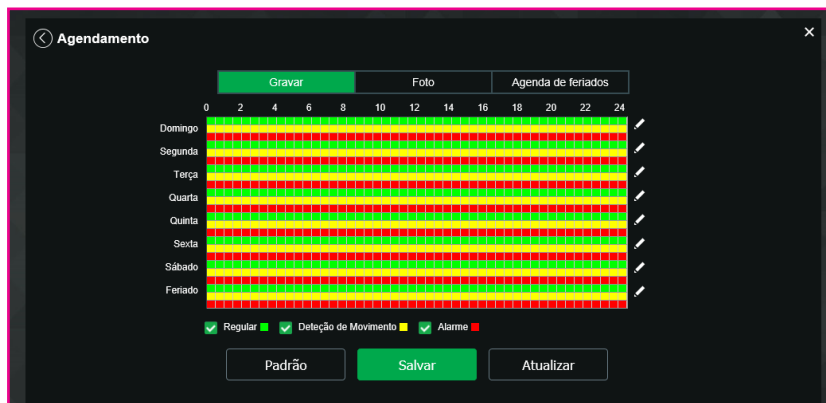 Agendamento
Gravar Foto Agenda de feriados
0 2 4 6 8 10 12 14 16 18 20 22 24
Domingo
Segunda
Terça
Quarta
Quinta
Sexta
Sábado
Feriado
Regular Deteção de Movimento Alarme
Padrão Salvar Atualizar